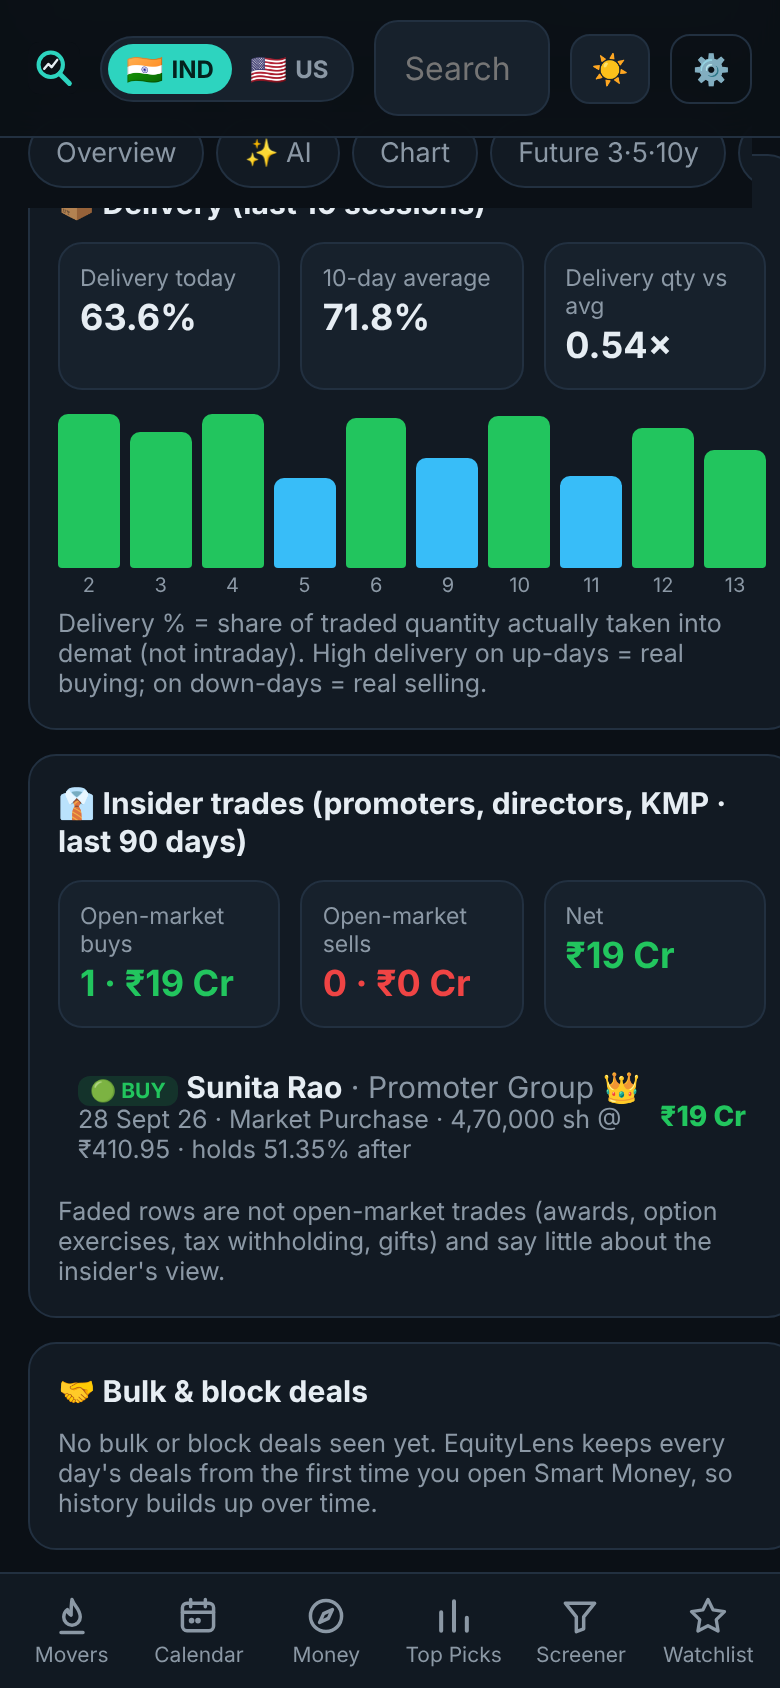 IND
US
Search
Overview
AI
Chart
Future 3·5·10y
Delivery (last 10 sessions)
Delivery today
63.6%
10-day average
71.8%
Delivery qty vs
avg
0.54×
2 3 4 5 6 9 10 11 12 13
Delivery % = share of traded quantity actually taken into
demat (not intraday). High delivery on up-days = real
buying; on down-days = real selling.
Insider trades (promoters, directors, KMP ·
last 90 days)
Open-market
buys
1 · ₹19 Cr
Open-market
sells
0 · ₹0 Cr
Net
₹19 Cr
BUY Sunita Rao · Promoter Group
28 Sept 26 · Market Purchase · 4,70,000 sh @
₹410.95 · holds 51.35% after
₹19 Cr
Faded rows are not open-market trades (awards, option
exercises, tax withholding, gifts) and say little about the
insider's view.
Bulk & block deals
No bulk or block deals seen yet. EquityLens keeps every
day's deals from the first time you open Smart Money, so
history builds up over time.
Movers
Calendar
Money
Top Picks
Screener
Watchlist